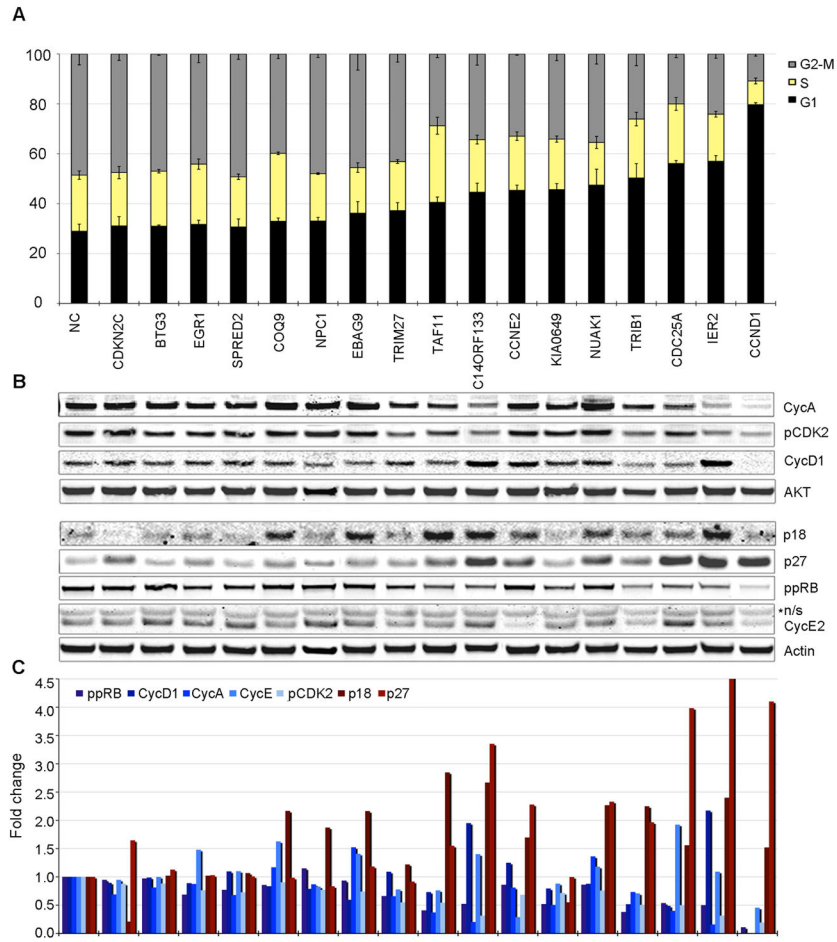 A
100
80
60
40
20
0
G2-M
S
G1
NC
CDKN2C
BTG3
EGR1
SPRED2
COQ9
NPC1
EBAG9
TRIM27
TAF11
C14ORF133
CCNE2
KIA0649
NUAK1
TRIB1
CDC25A
IER2
CCND1
B
CycA
pCDK2
CycD1
AKT
p18
p27
ppRB
*n/s
CycE2
Actin
C
4.5
4.0
3.5
3.0
2.5
2.0
1.5
1.0
0.5
0.0
Fold change
ppRB CycD1 CycA CycE pCDK2 p18 p27